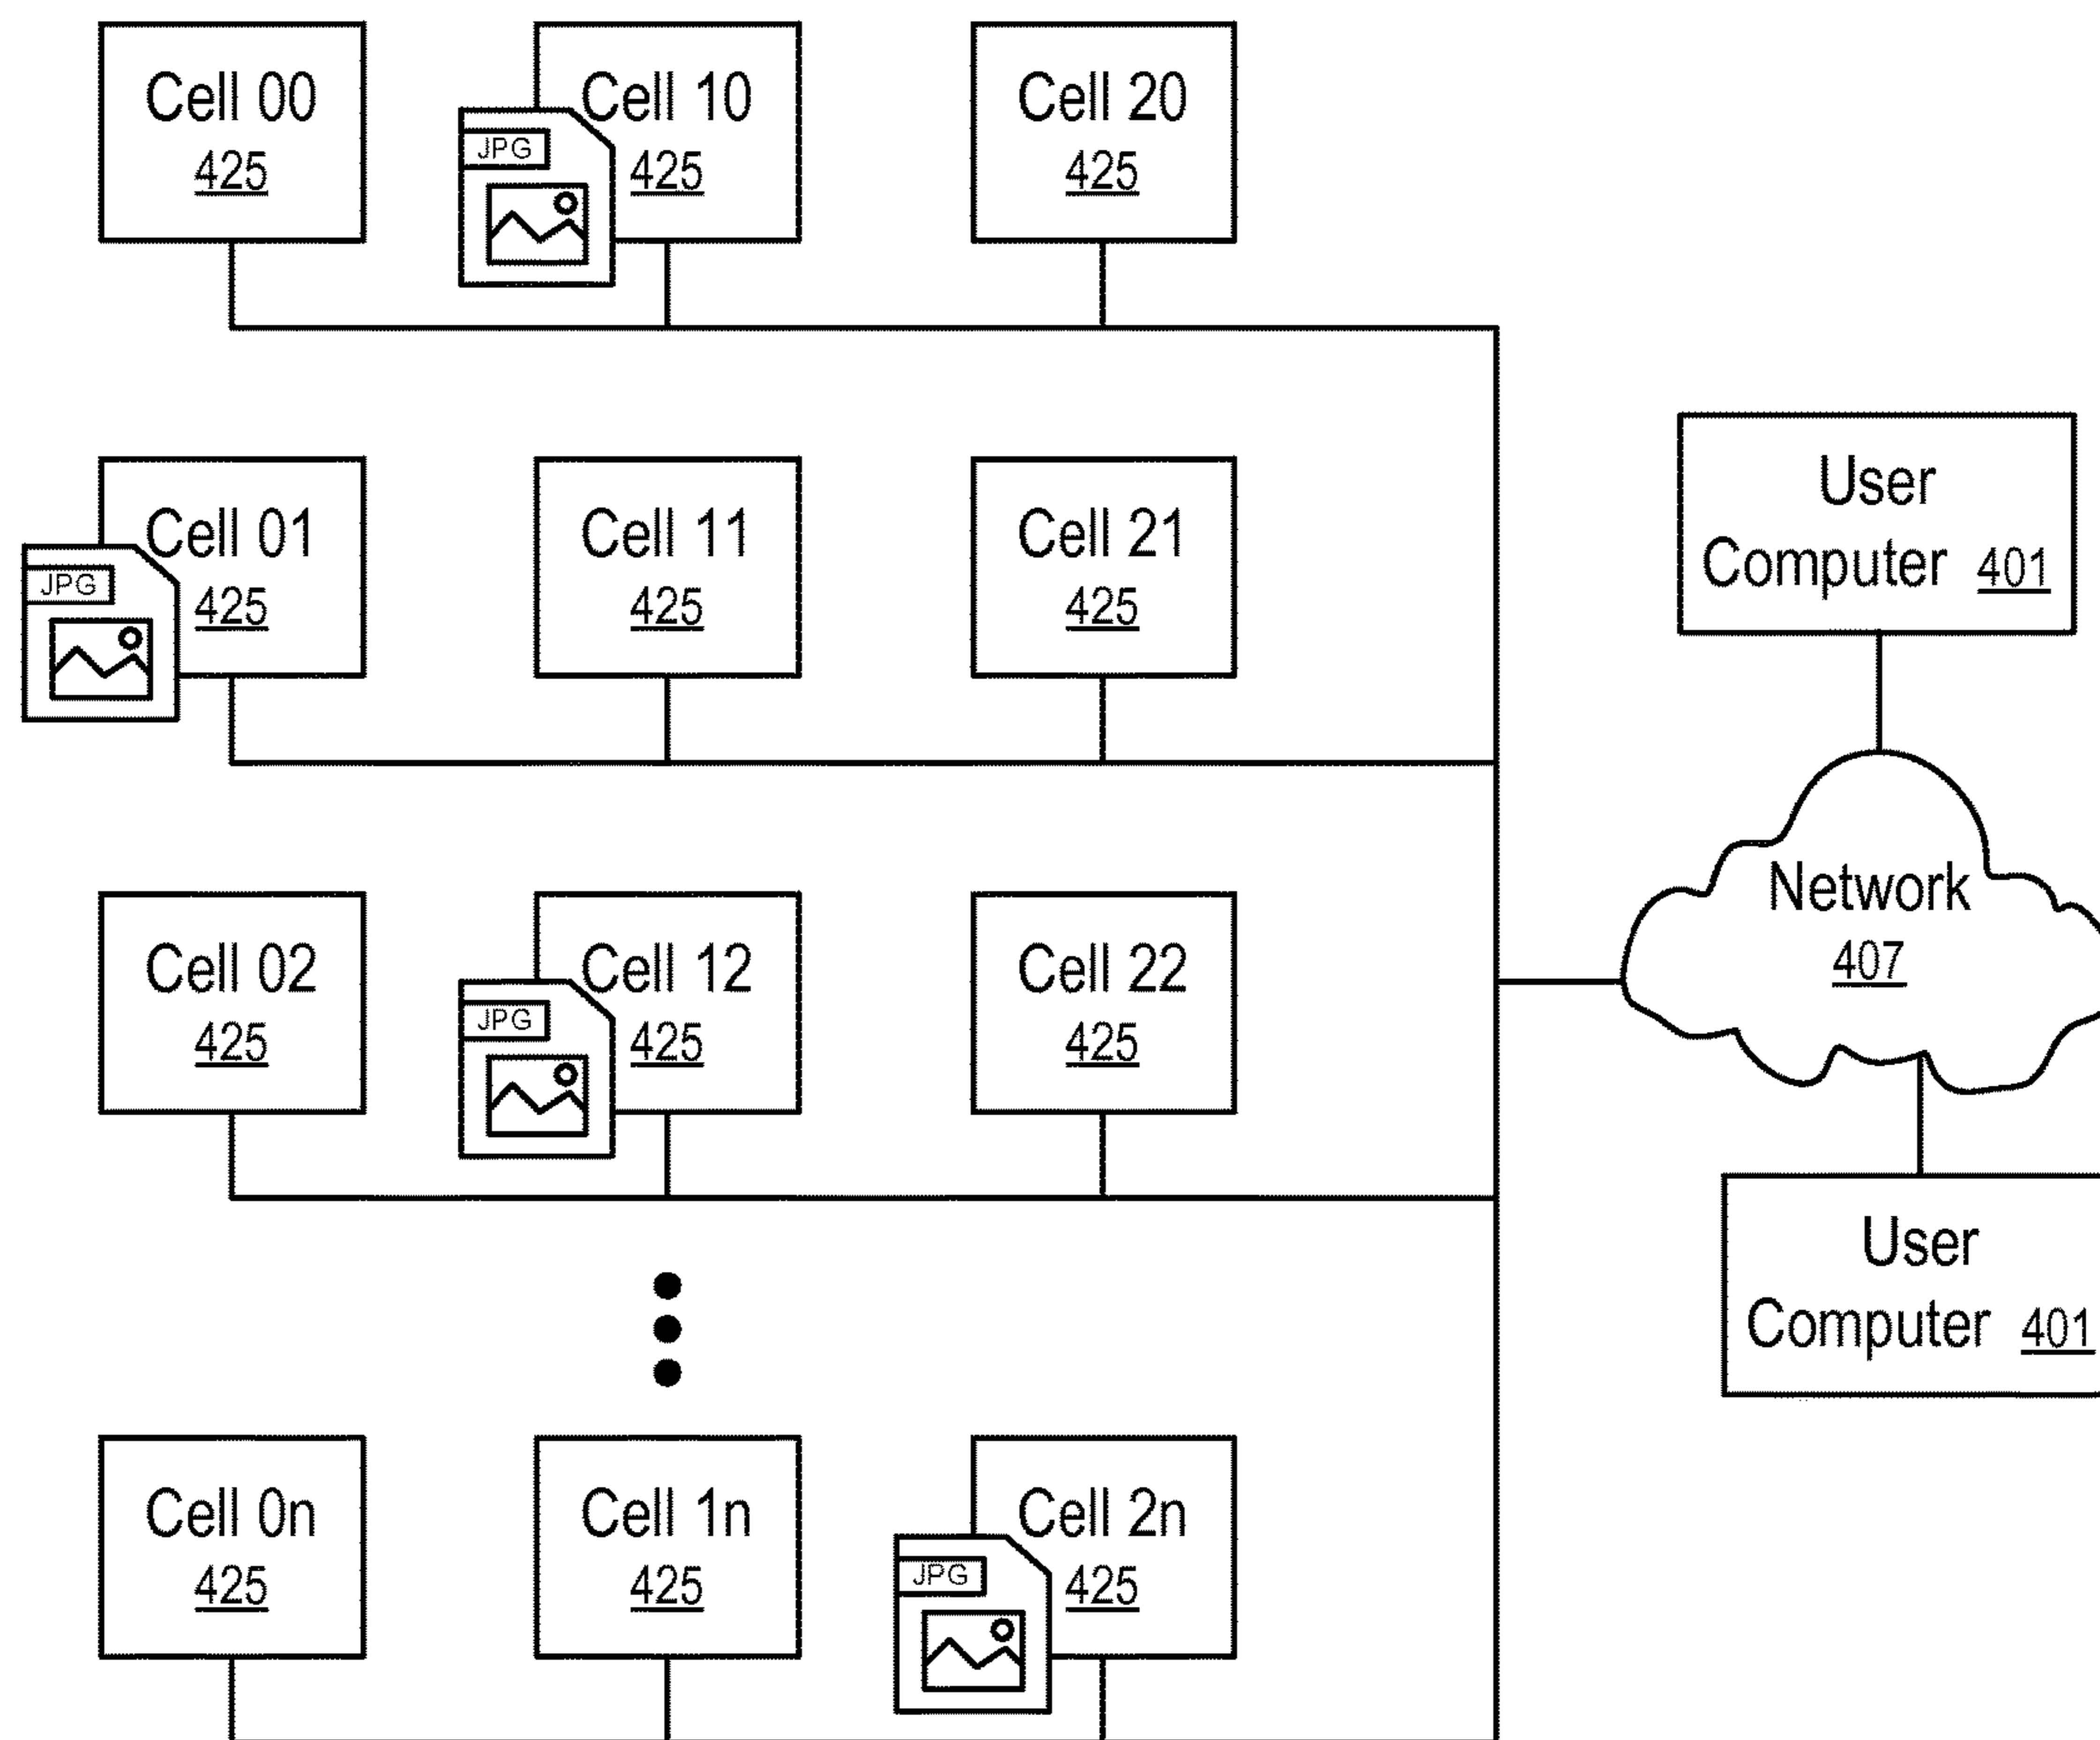 Cell 00
425
JPG
Cell 10
425
Cell 20
425
JPG
Cell 01
425
Cell 11
425
Cell 21
425
User
Computer 401
Cell 02
425
JPG
Cell 12
425
Cell 22
425
Network
407
User
Computer 401
Cell 0n
425
Cell 1n
425
JPG
Cell 2n
425